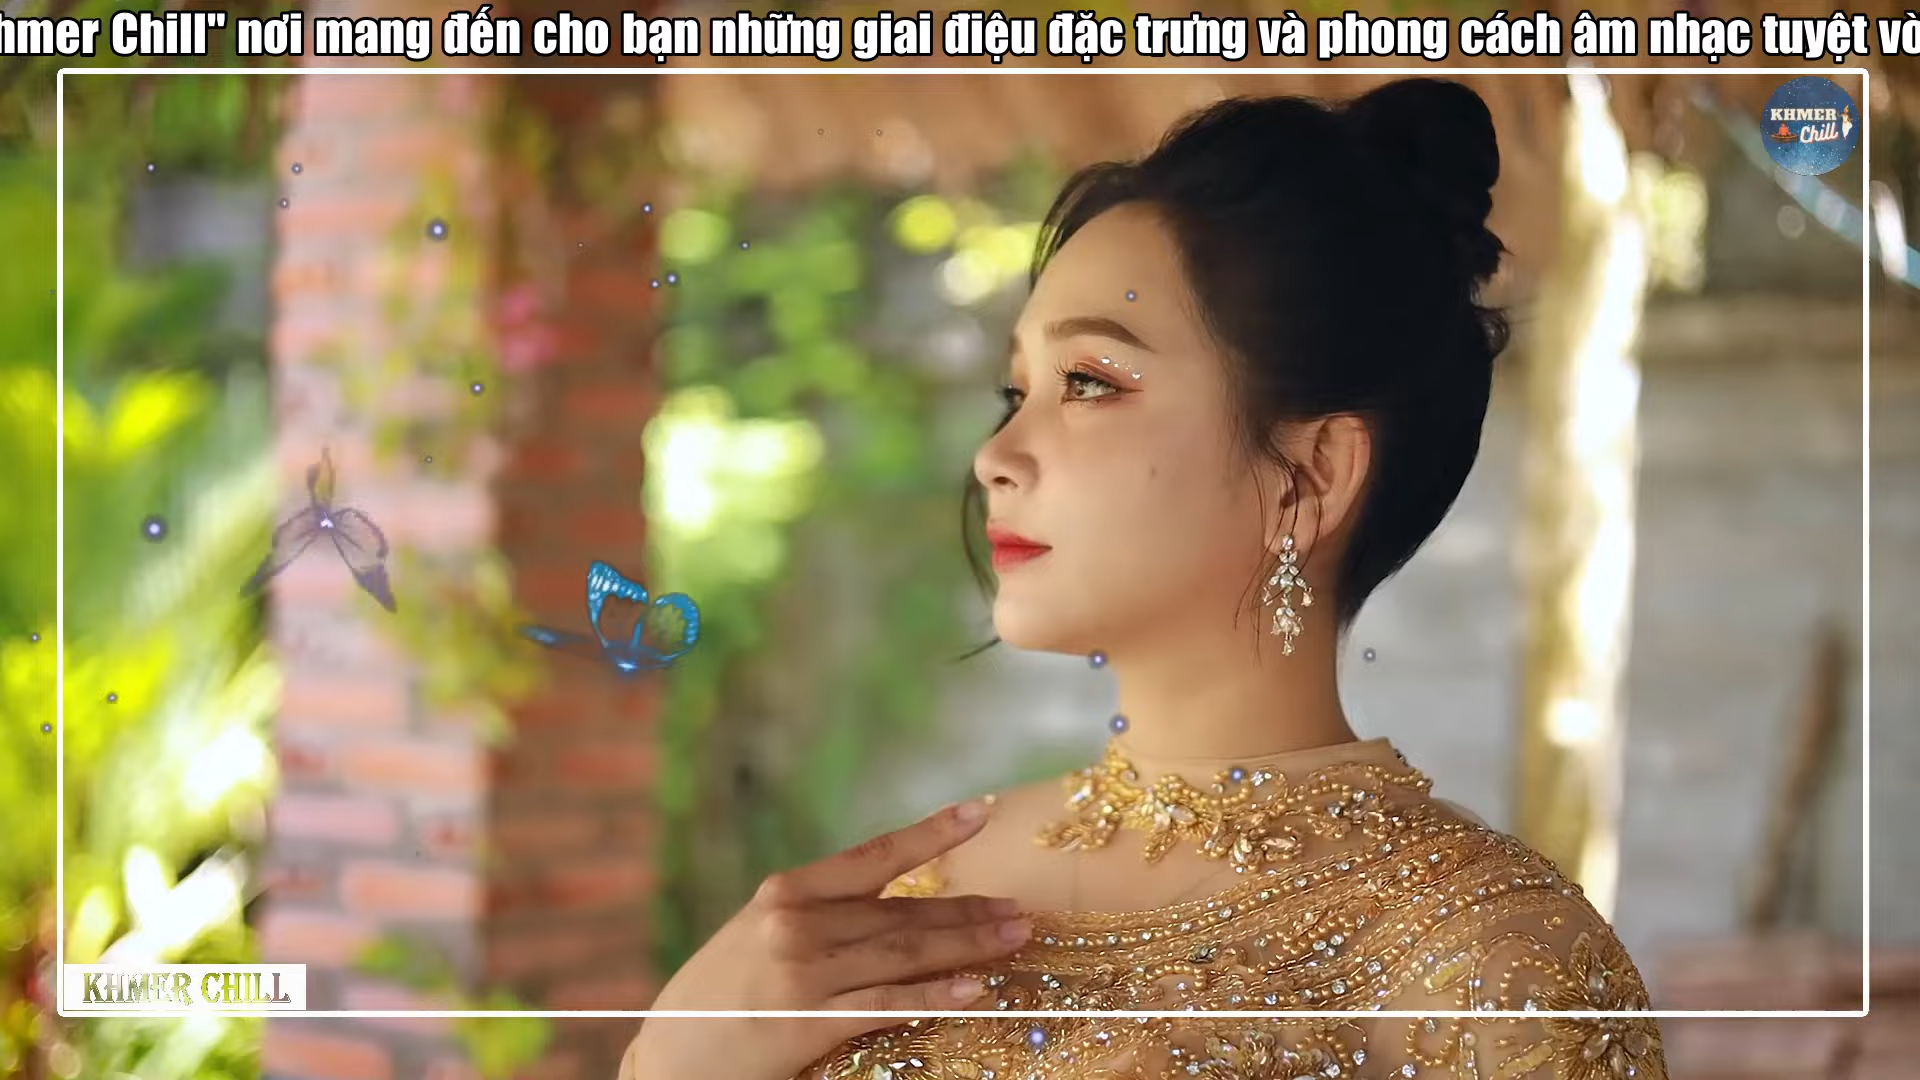 hmer Chill" nơi mang đến cho bạn những giai điệu đặc trưng và phong cách âm nhạc tuyệt vờ
KHMER
Chill
KHMER CHILL